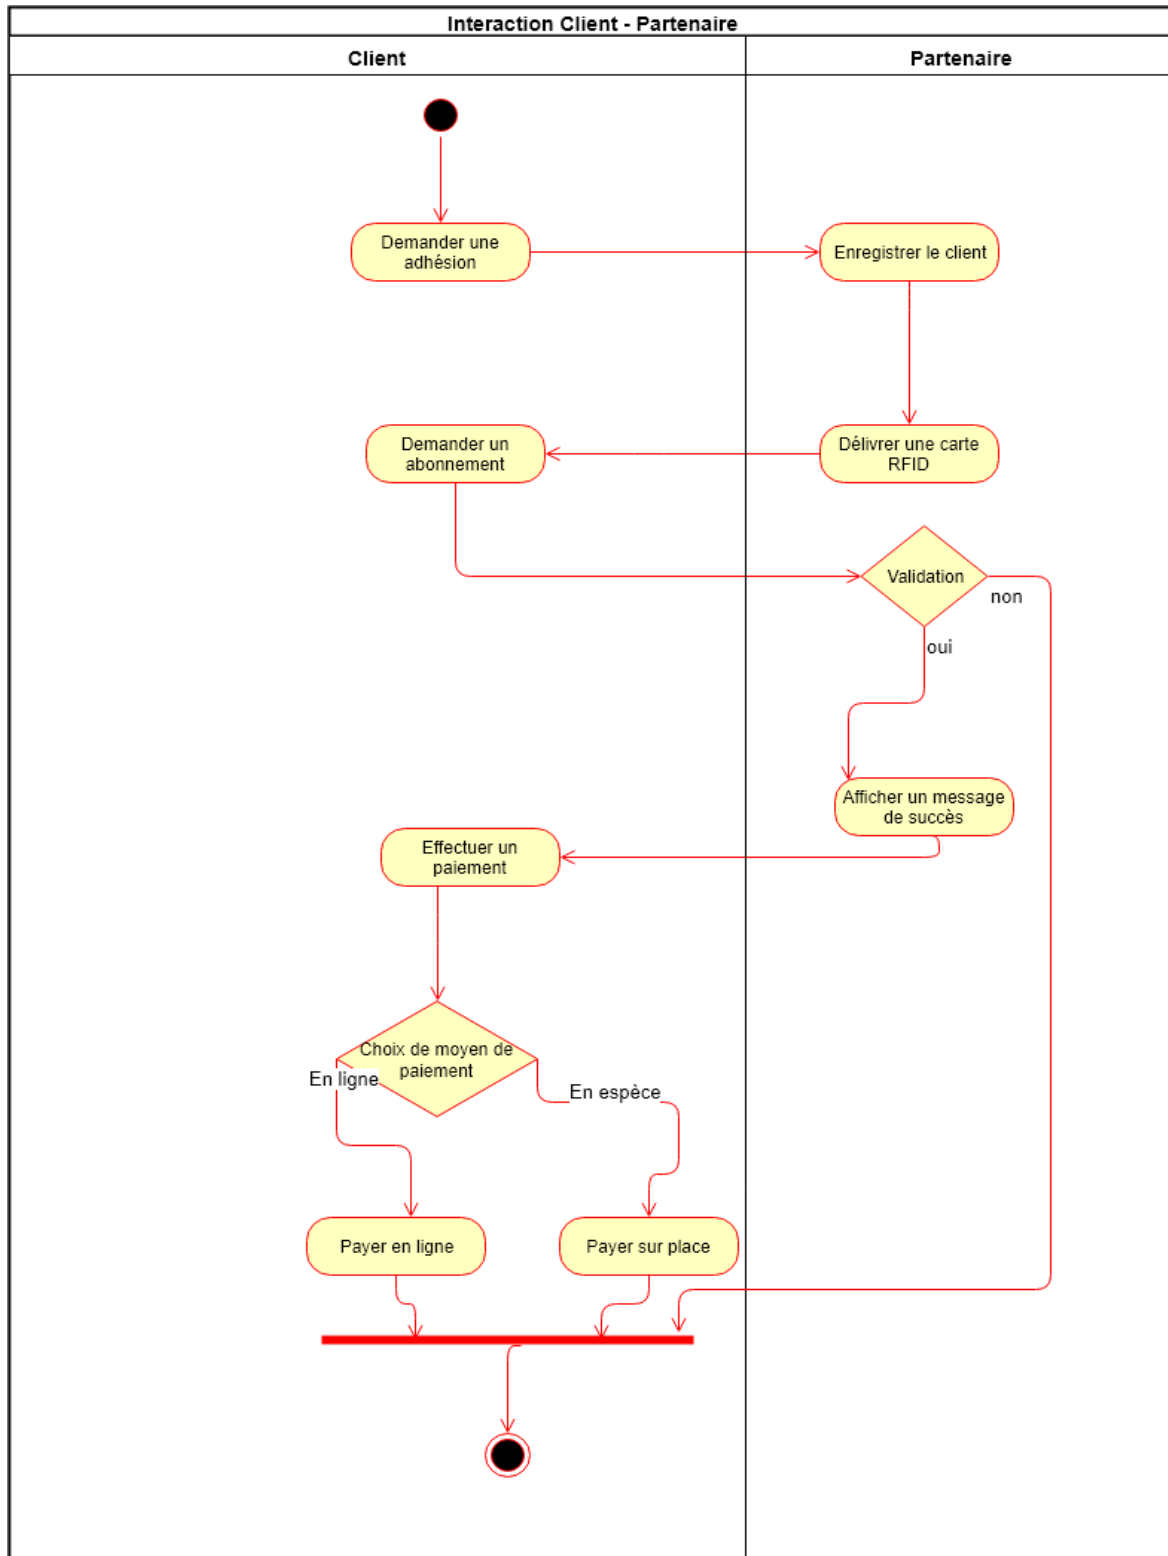 Interaction Client - Partenaire
Client
Partenaire
Demander une
adhésion
Enregistrer le client
Demander un
abonnement
Délivrer une carte
RFID
Validation
non
oui
Afficher un message
de succès
Effectuer un
paiement
Choix de moyen de
paiement
En ligne
En espèce
Payer en ligne
Payer sur place